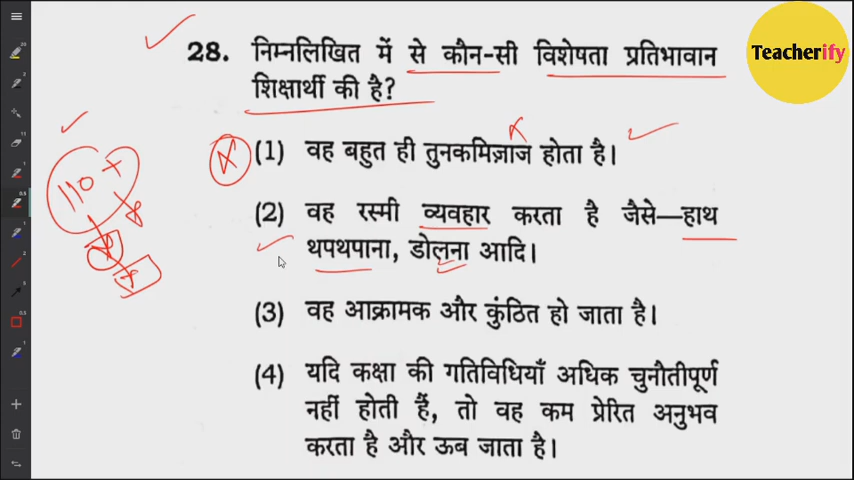 Teacherify
28. निम्नलिखित में से कौन-सी विशेषता प्रतिभावान
शिक्षार्थी की है?
110 +
(1) वह बहुत ही तुनकमिज़ाज होता है।
(2) वह रस्मी व्यवहार करता है जैसे—हाथ
थपथपाना, डोलना आदि।
(3) वह आक्रामक और कुंठित हो जाता है।
(4) यदि कक्षा की गतिविधियाँ अधिक चुनौतीपूर्ण
नहीं होती हैं, तो वह कम प्रेरित अनुभव
करता है और ऊब जाता है।